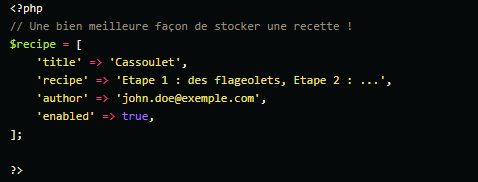 <?php
// Une bien meilleure façon de stocker une recette !
$recipe = [
    'title' => 'Cassoulet',
    'recipe' => 'Etape 1 : des flageolets, Etape 2 : ...',
    'author' => 'john.doe@exemple.com',
    'enabled' => true,
];

?>